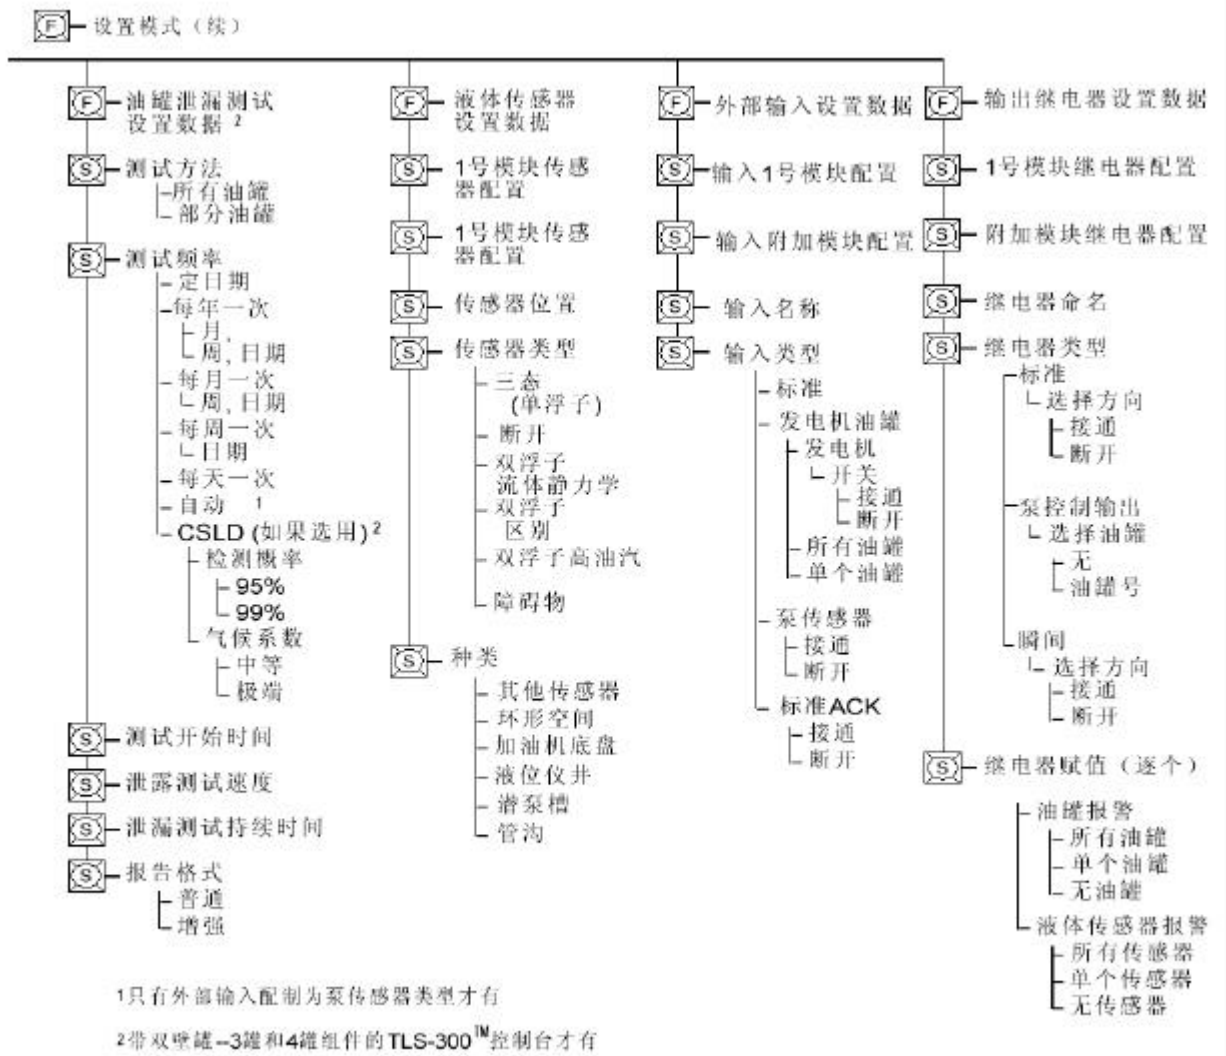 F 设置模式（续）
F 油罐泄漏测试
设置数据 2
S 测试方法
所有油罐
部分油罐
S 测试频率
定日期
每年一次
月,
周, 日期
每月一次
周, 日期
每周一次
日期
每天一次
自动 1
CSLD (如果选用) 2
检测概率
95%
99%
气候系数
中等
极端
S 测试开始时间
S 泄露测试速度
S 泄漏测试持续时间
S 报告格式
普通
增强
F 液体传感器
设置数据
S 1号模块传感
器配置
S 1号模块传感
器配置
S 传感器位置
S 传感器类型
三态
(单浮子)
断开
双浮子
流体静力学
双浮子
区别
双浮子高油汽
障碍物
S 种类
其他传感器
环形空间
加油机底盘
液位仪井
潜泵槽
管沟
F 外部输入设置数据
S 输入1号模块配置
S 输入附加模块配置
S 输入名称
S 输入类型
标准
发电机油罐
发电机
开关
接通
断开
所有油罐
单个油罐
泵传感器
接通
断开
标准ACK
接通
断开
F 输出继电器设置数据
S 1号模块继电器配置
S 附加模块继电器配置
S 继电器命名
S 继电器类型
标准
选择方向
接通
断开
泵控制输出
选择油罐
无
油罐号
瞬间
选择方向
接通
断开
S 继电器赋值（逐个）
油罐报警
所有油罐
单个油罐
无油罐
液体传感器报警
所有传感器
单个传感器
无传感器
1只有外部输入配制为泵传感器类型才有
2带双壁罐--3罐和4罐组件的TLS-300™控制台才有